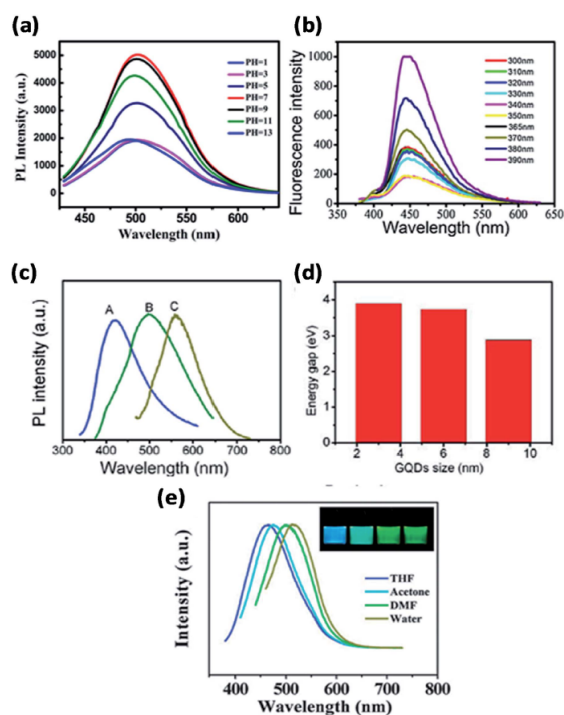 (a)
PL Intensity (a.u.)
5000
4000
3000
2000
1000
0
PH=1
PH=3
PH=5
PH=7
PH=9
PH=11
PH=13
450 500 550 600
Wavelength (nm)
(b)
Fluorescence intensity
1000
800
600
400
200
0
300nm
310nm
320nm
330nm
340nm
350nm
365nm
370nm
380nm
390nm
350 400 450 500 550 600 650
Wavelength (nm)
(c)
PL intensity (a.u.)
A B C
300 400 500 600 700 800
Wavelength (nm)
(d)
Energy gap (eV)
4
3
2
1
0
2 4 6 8 10
GQDs size (nm)
(e)
Intensity (a.u.)
THF
Acetone
DMF
Water
400 500 600 700 800
Wavelength (nm)